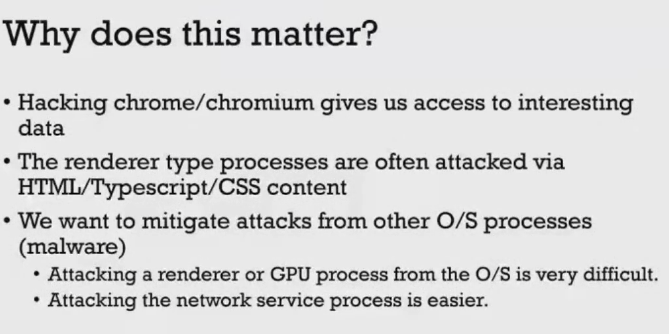 Why does this matter?
• Hacking chrome/chromium gives us access to interesting
data
• The renderer type processes are often attacked via
HTML/Typescript/CSS content
• We want to mitigate attacks from other O/S processes
(malware)
• Attacking a renderer or GPU process from the O/S is very difficult.
• Attacking the network service process is easier.